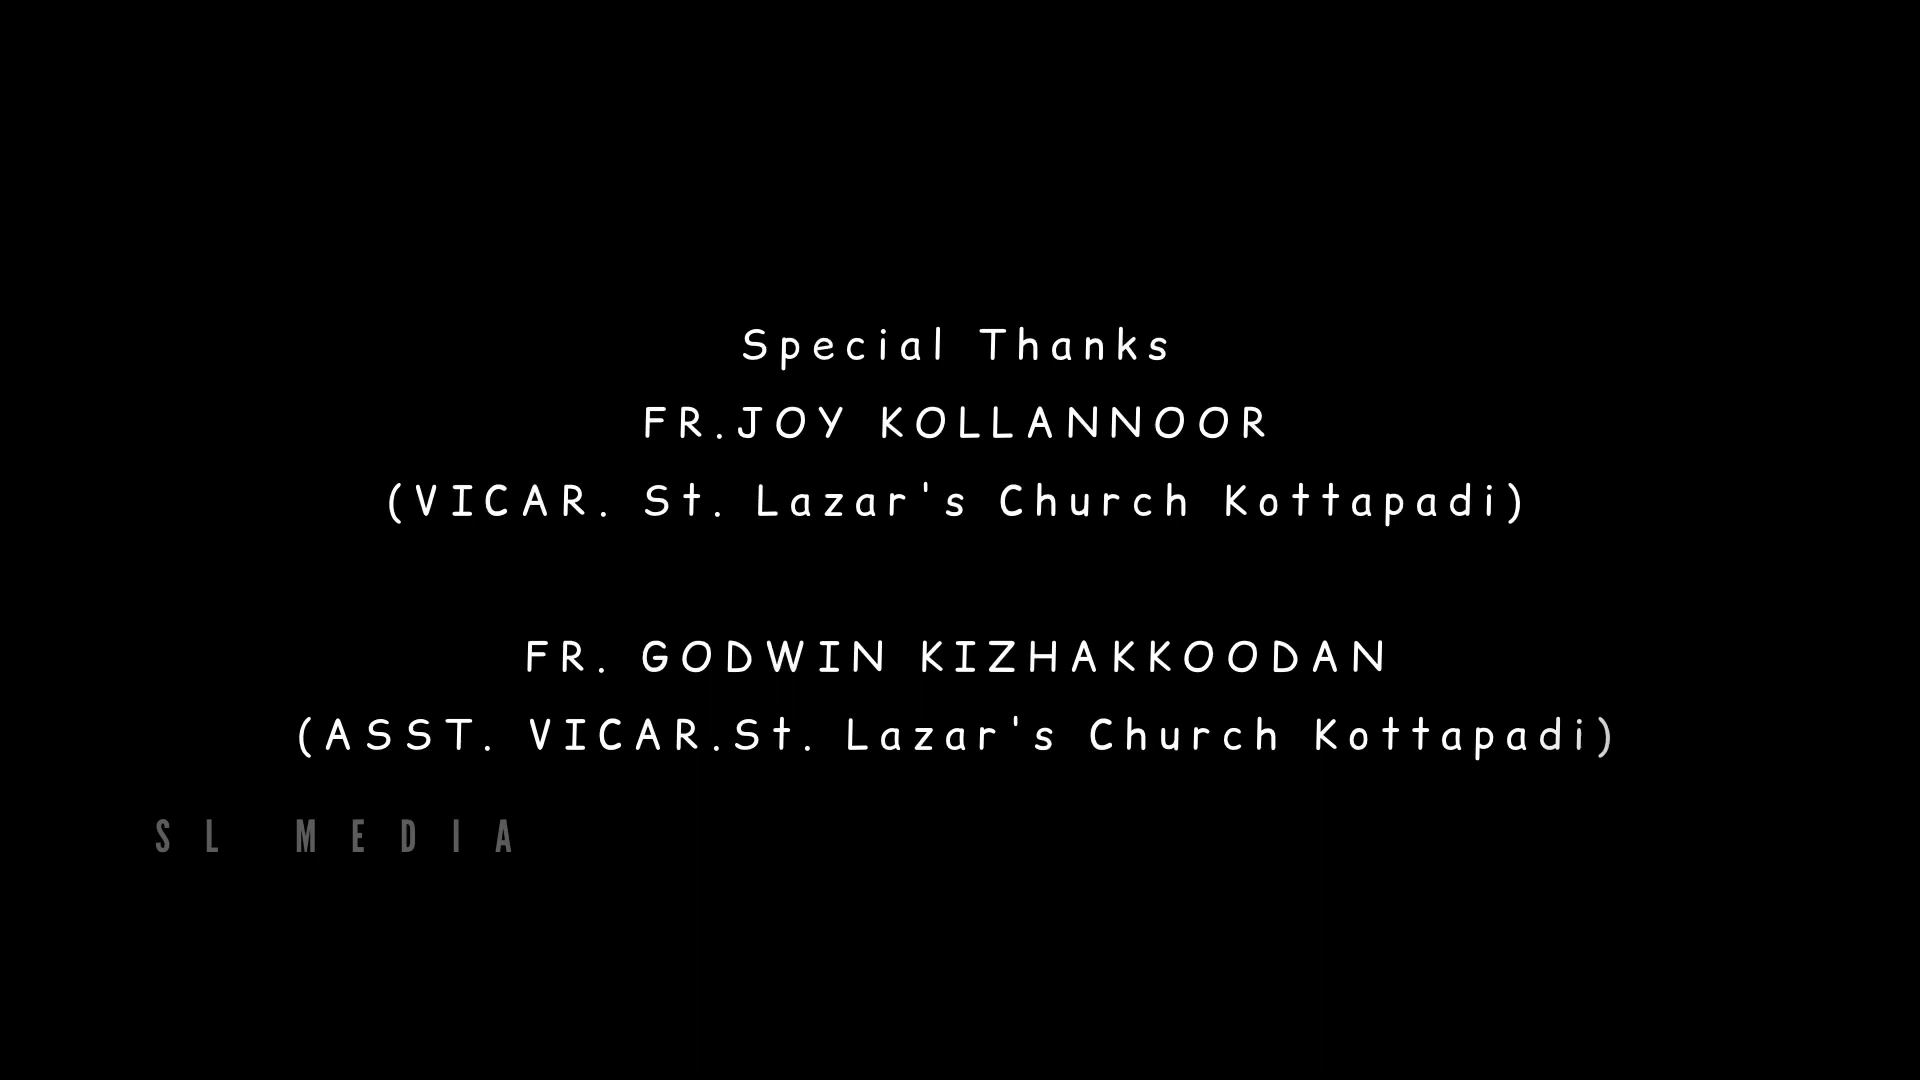 Special Thanks
FR.JOY KOLLANNOOR
(VICAR. St. Lazar's Church Kottapadi)
FR. GODWIN KIZHAKKOODAN
(ASST. VICAR.St. Lazar's Church Kottapadi)
SL MEDIA